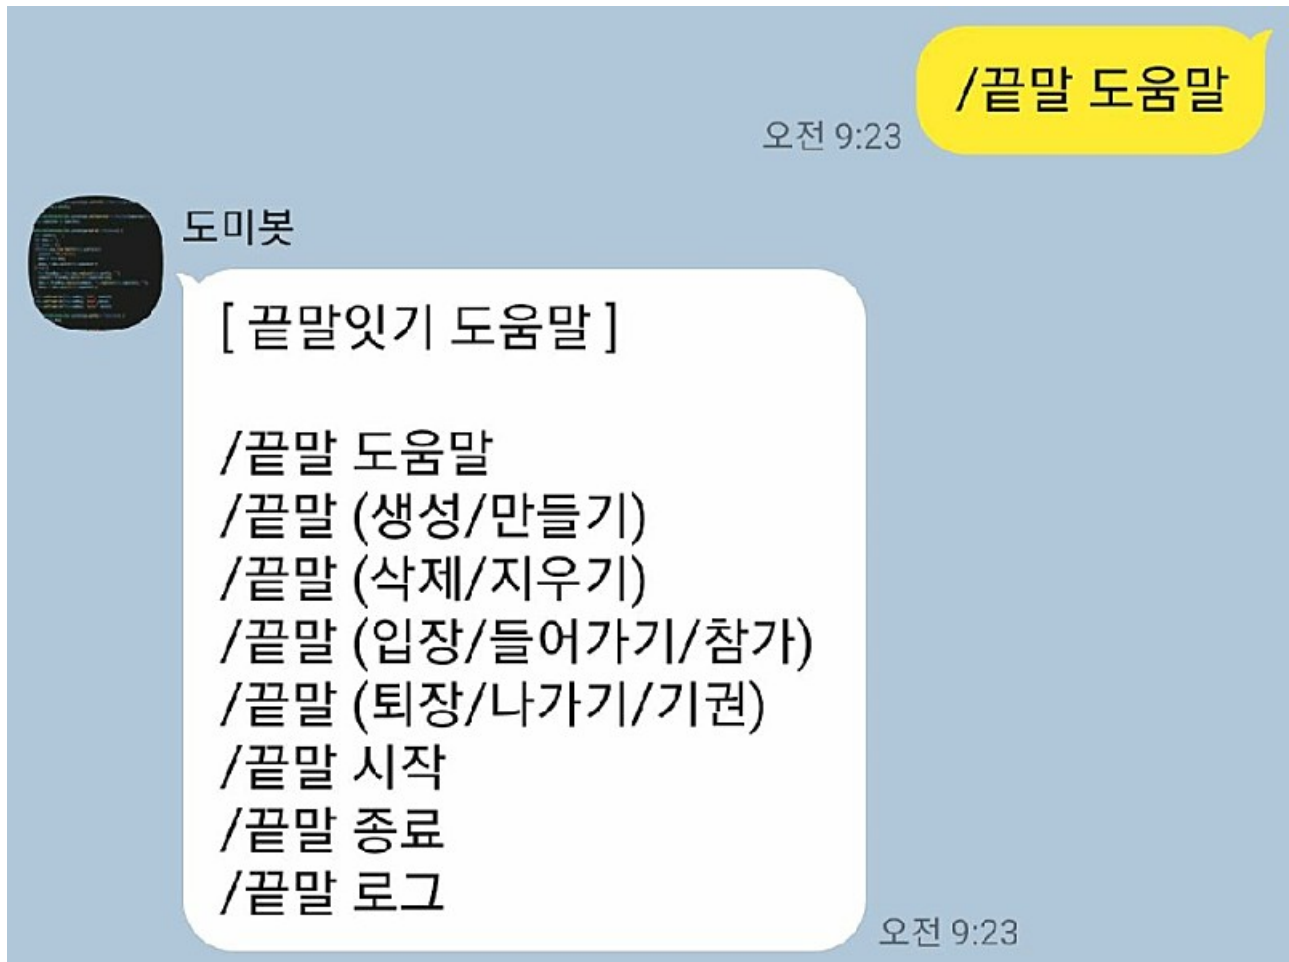 /끝말 도움말
오전 9:23
도미봇
[ 끝말잇기 도움말 ]
/끝말 도움말
/끝말 (생성/만들기)
/끝말 (삭제/지우기)
/끝말 (입장/들어가기/참가)
/끝말 (퇴장/나가기/기권)
/끝말 시작
/끝말 종료
/끝말 로그
오전 9:23